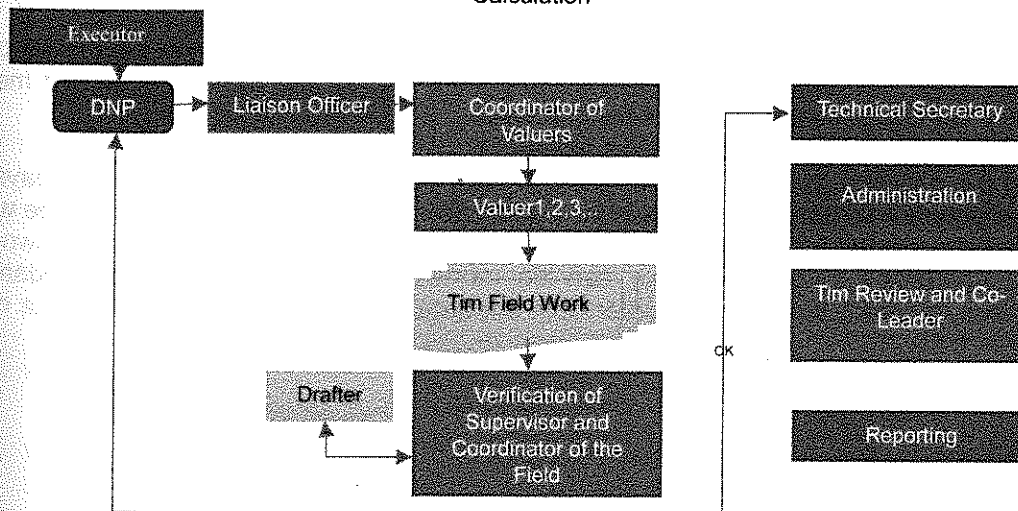 Calsulation
Executor
DNP
Liaison Officer
Coordinator of
Valuers
Technical Secretary
Valuer1,2.3,..
Administration
Tim Field Work
Tim Review and Co-
Leader
OK
Drafter
Verification of
Supervisor and
Coordinator of the
Field
Reporting